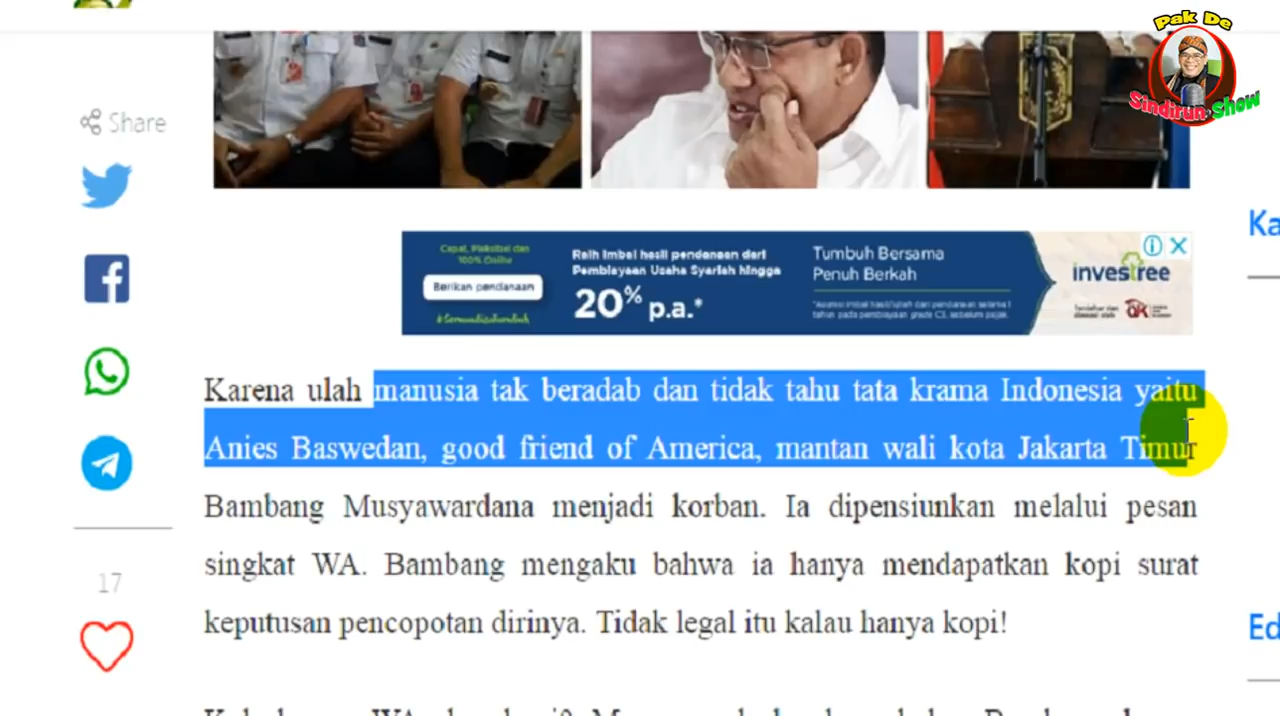 Pak De
Sindirun Show
Share
Cepat, Fleksibel dan
100% Online
Berikan pendanaan
Raih imbal hasil pendanaan dari
Pembiayaan Usaha Syariah hingga
20% p.a.*
Tumbuh Bersama
Penuh Berkah
investree
Ka
Karena ulah manusia tak beradab dan tidak tahu tata krama Indonesia yaitu
Anies Baswedan, good friend of America, mantan wali kota Jakarta Timur
Bambang Musyawardana menjadi korban. Ia dipensiunkan melalui pesan
singkat WA. Bambang mengaku bahwa ia hanya mendapatkan kopi surat
keputusan pencopotan dirinya. Tidak legal itu kalau hanya kopi!
17
Ed